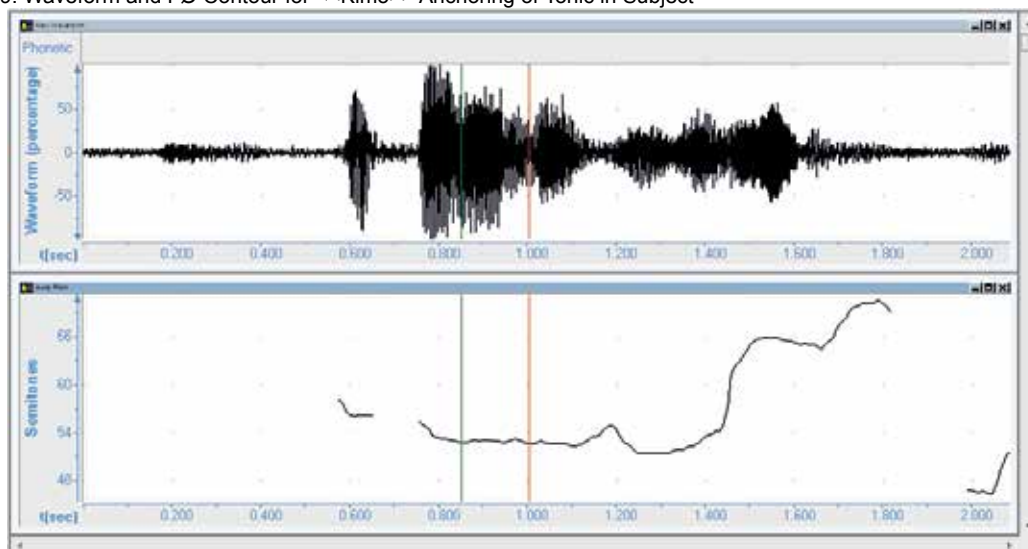 Waveform and FØ Contour for <<Kims>> Anchoring of Tonic in Subject
Phonetic
Waveform (percentage)
50
0
-50
t[sec]
0.200 0.400 0.600 0.800 1.000 1.200 1.400 1.600 1.800 2.000
Semitones
66
60
54
48
t[sec]
0.200 0.400 0.600 0.800 1.000 1.200 1.400 1.600 1.800 2.000